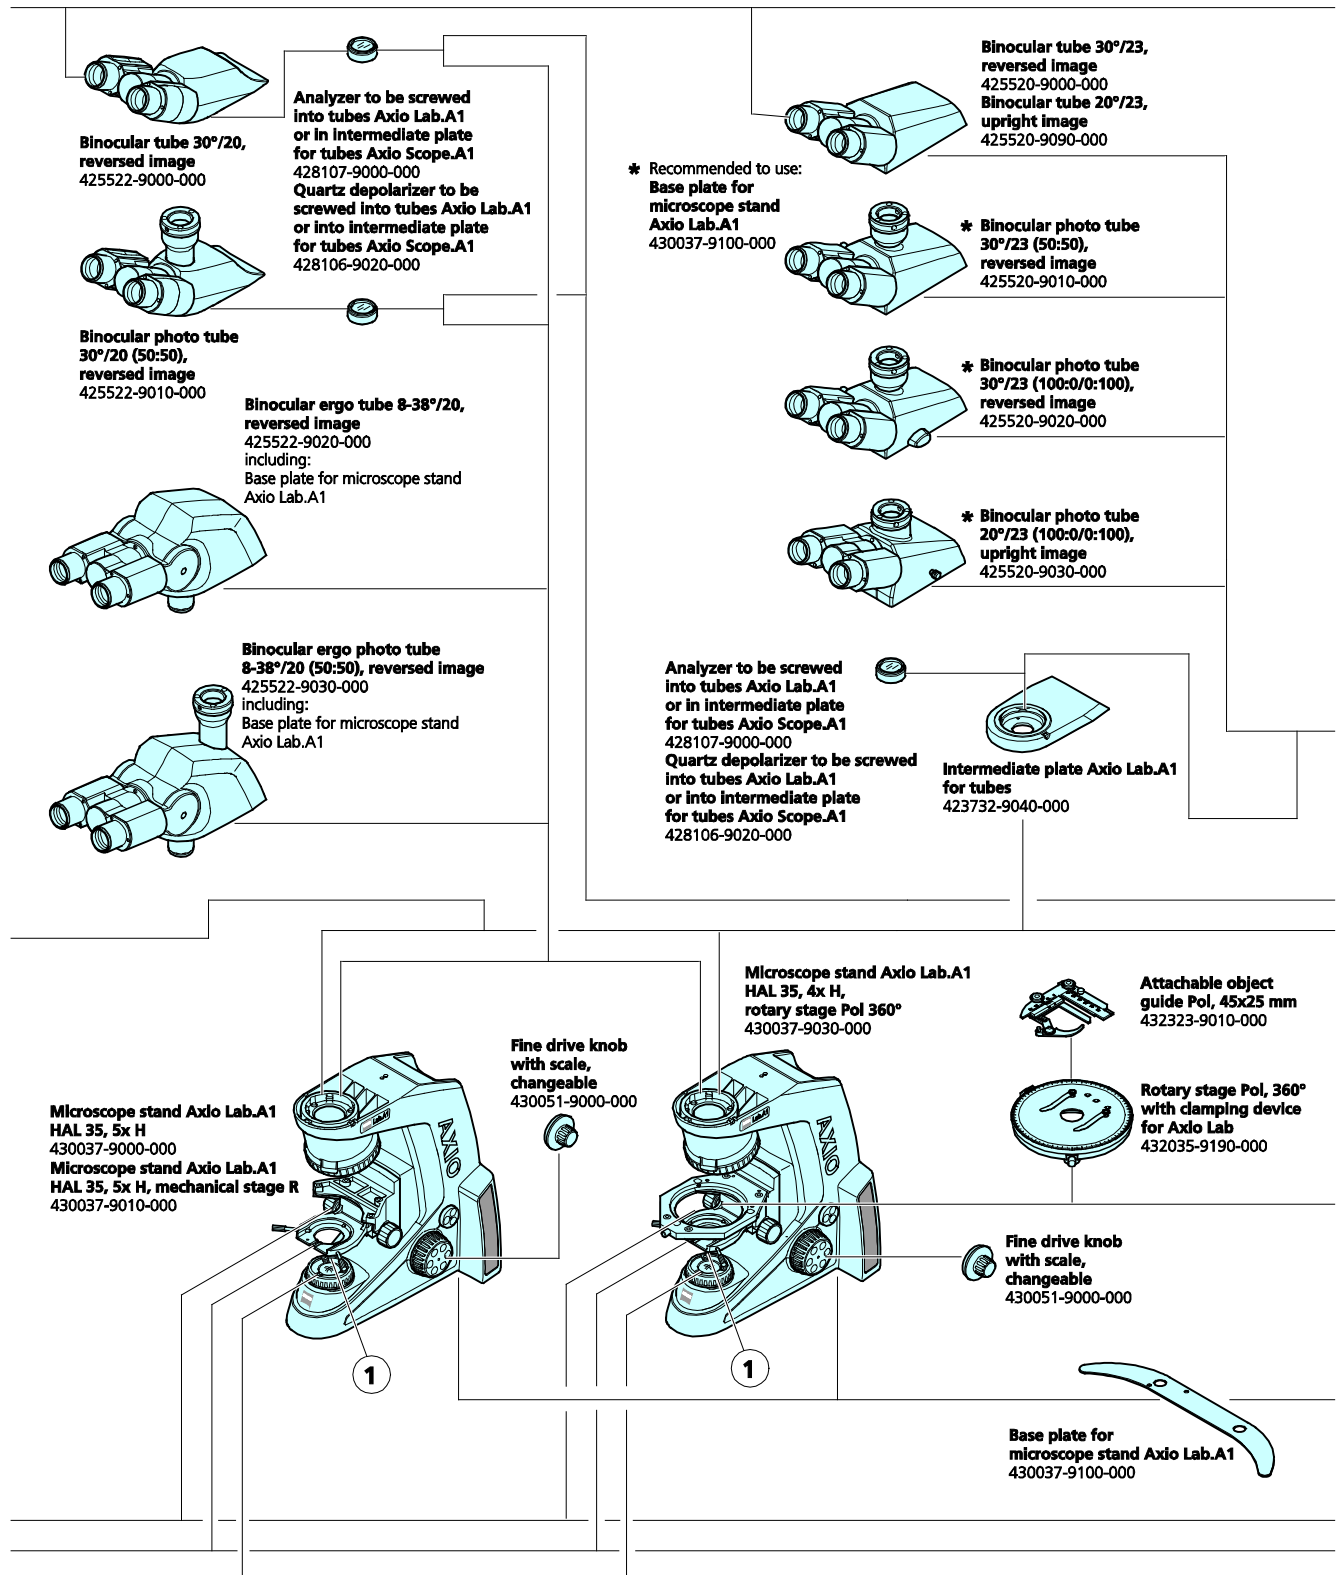 Binocular tube 30°/20,
reversed image
425522-9000-000
Analyzer to be screwed
into tubes Axio Lab.A1
or in intermediate plate
for tubes Axio Scope.A1
428107-9000-000
Quartz depolarizer to be
screwed into tubes Axio Lab.A1
or into intermediate plate
for tubes Axio Scope.A1
428106-9020-000
Binocular photo tube
30°/20 (50:50),
reversed image
425522-9010-000
Binocular ergo tube 8-38°/20,
reversed image
425522-9020-000
including:
Base plate for microscope stand
Axio Lab.A1
Binocular ergo photo tube
8-38°/20 (50:50), reversed image
425522-9030-000
including:
Base plate for microscope stand
Axio Lab.A1
Binocular tube 30°/23,
reversed image
425520-9000-000
Binocular tube 20°/23,
upright image
425520-9090-000
* Recommended to use:
Base plate for
microscope stand
Axio Lab.A1
430037-9100-000
* Binocular photo tube
30°/23 (50:50),
reversed image
425520-9010-000
* Binocular photo tube
30°/23 (100:0/0:100),
reversed image
425520-9020-000
* Binocular photo tube
20°/23 (100:0/0:100),
upright image
425520-9030-000
Analyzer to be screwed
into tubes Axio Lab.A1
or in intermediate plate
for tubes Axio Scope.A1
428107-9000-000
Quartz depolarizer to be screwed
into tubes Axio Lab.A1
or into intermediate plate
for tubes Axio Scope.A1
428106-9020-000
Intermediate plate Axio Lab.A1
for tubes
423732-9040-000
Microscope stand Axio Lab.A1
HAL 35, 5x H
430037-9000-000
Microscope stand Axio Lab.A1
HAL 35, 5x H, mechanical stage R
430037-9010-000
Lab.A1
AXIO
Fine drive knob
with scale,
changeable
430051-9000-000
1
Microscope stand Axio Lab.A1
HAL 35, 4x H,
rotary stage Pol 360°
430037-9030-000
Lab.A1
AXIO
1
Attachable object
guide Pol, 45x25 mm
432323-9010-000
Rotary stage Pol, 360°
with clamping device
for Axio Lab
432035-9190-000
Fine drive knob
with scale,
changeable
430051-9000-000
Base plate for
microscope stand Axio Lab.A1
430037-9100-000